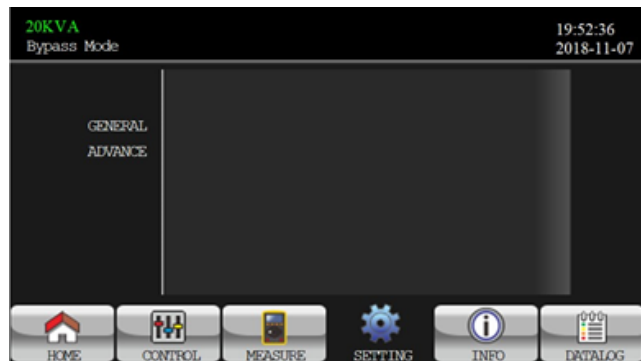 20KVA
Bypass Mode
19:52:36
2018-11-07
GENERAL
ADVANCE
HOME
CONTROL
MEASURE
SETTING
INFO
DATALOG